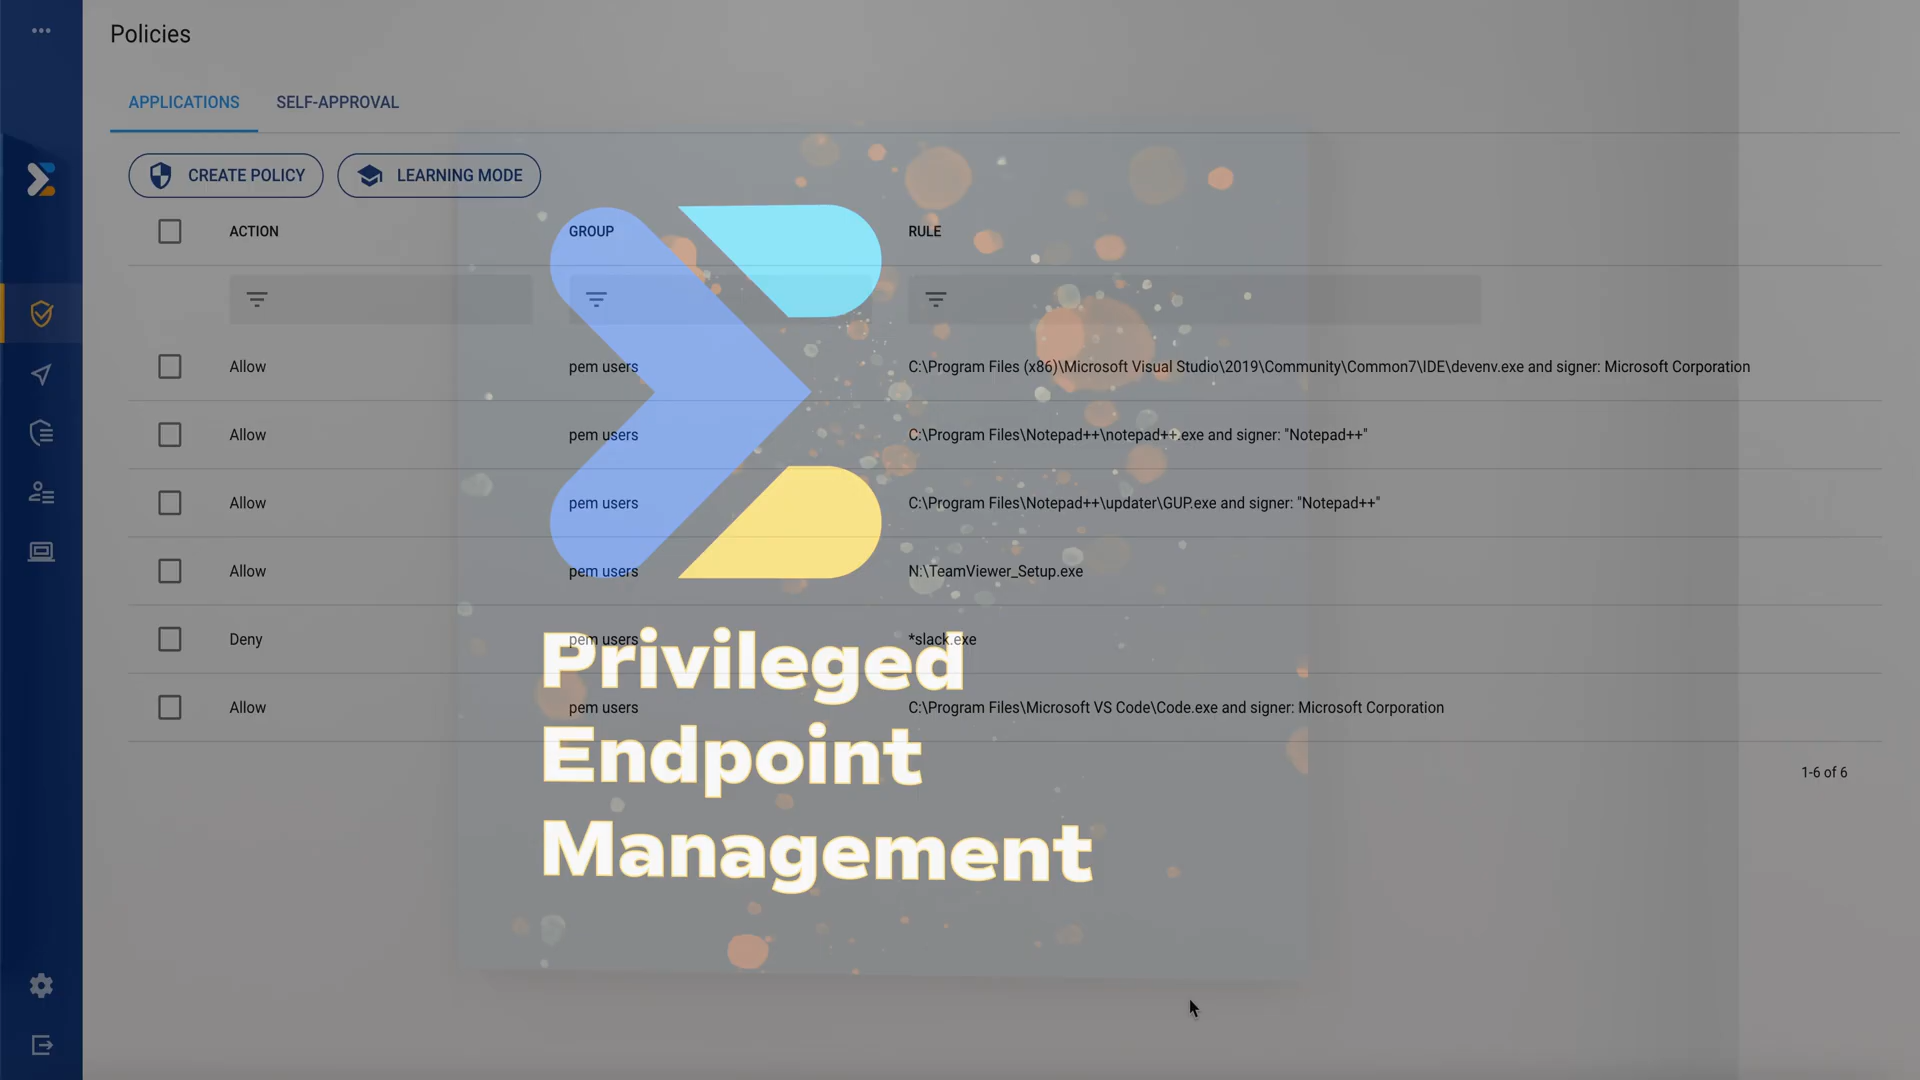 Policies
APPLICATIONS SELF-APPROVAL
CREATE POLICY LEARNING MODE
ACTION GROUP RULE
Allow pem users C:\Program Files (x86)\Microsoft Visual Studio\2019\Community\Common7\IDE\devenv.exe and signer: Microsoft Corporation
Allow pem users C:\Program Files\Notepad++\notepad++.exe and signer: "Notepad++"
Allow pem users C:\Program Files\Notepad++\updater\GUP.exe and signer: "Notepad++"
Allow pem users N:\TeamViewer_Setup.exe
Deny pem users *slack.exe
Allow pem users C:\Program Files\Microsoft VS Code\Code.exe and signer: Microsoft Corporation
1-6 of 6
Privileged
Endpoint
Management